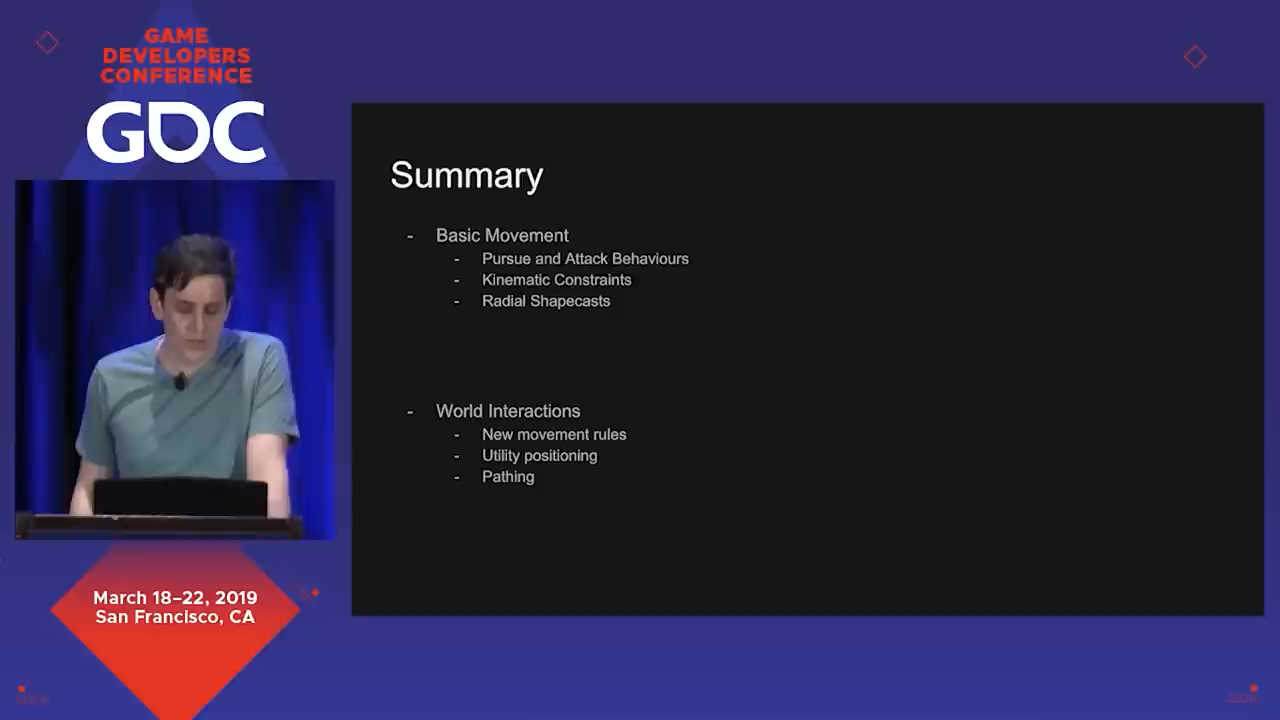 GAME
DEVELOPERS
CONFERENCE
GDC
March 18–22, 2019
San Francisco, CA
Summary
- Basic Movement
- Pursue and Attack Behaviours
- Kinematic Constraints
- Radial Shapecasts
- World Interactions
- New movement rules
- Utility positioning
- Pathing